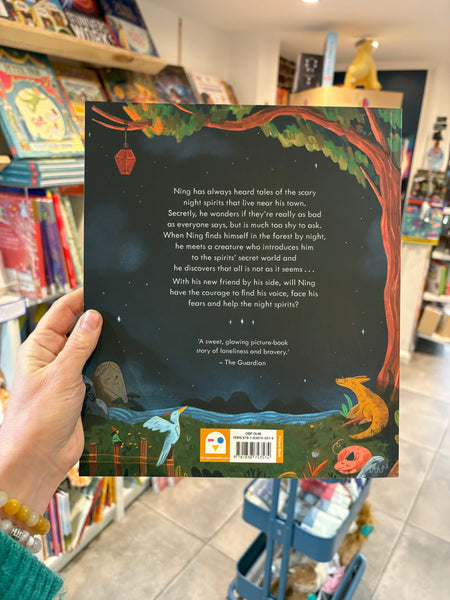 Ning has always heard tales of the scary
night spirits that live near his town.
Secretly, he wonders if they're really as bad
as everyone says, but is much too shy to ask.
When Ning finds himself in the forest by night,
he meets a creature who introduces him
to the spirits' secret world and
he discovers that all is not as it seems . . .
With his new friend by his side, will Ning
have the courage to find his voice, face his
fears and help the night spirits?
'A sweet, glowing picture-book
story of loneliness and bravery.'
– The Guardian